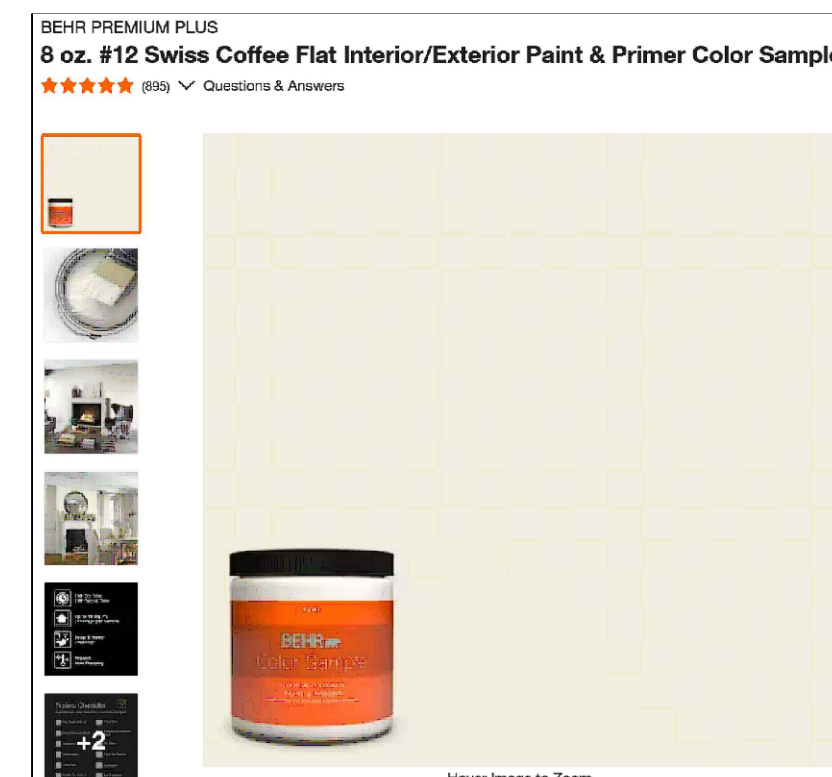 BEHR PREMIUM PLUS
8 oz. #12 Swiss Coffee Flat Interior/Exterior Paint & Primer Color Sample
(895) Questions & Answers
BEHR
Color Sample
+2
Hover Image to Zoom